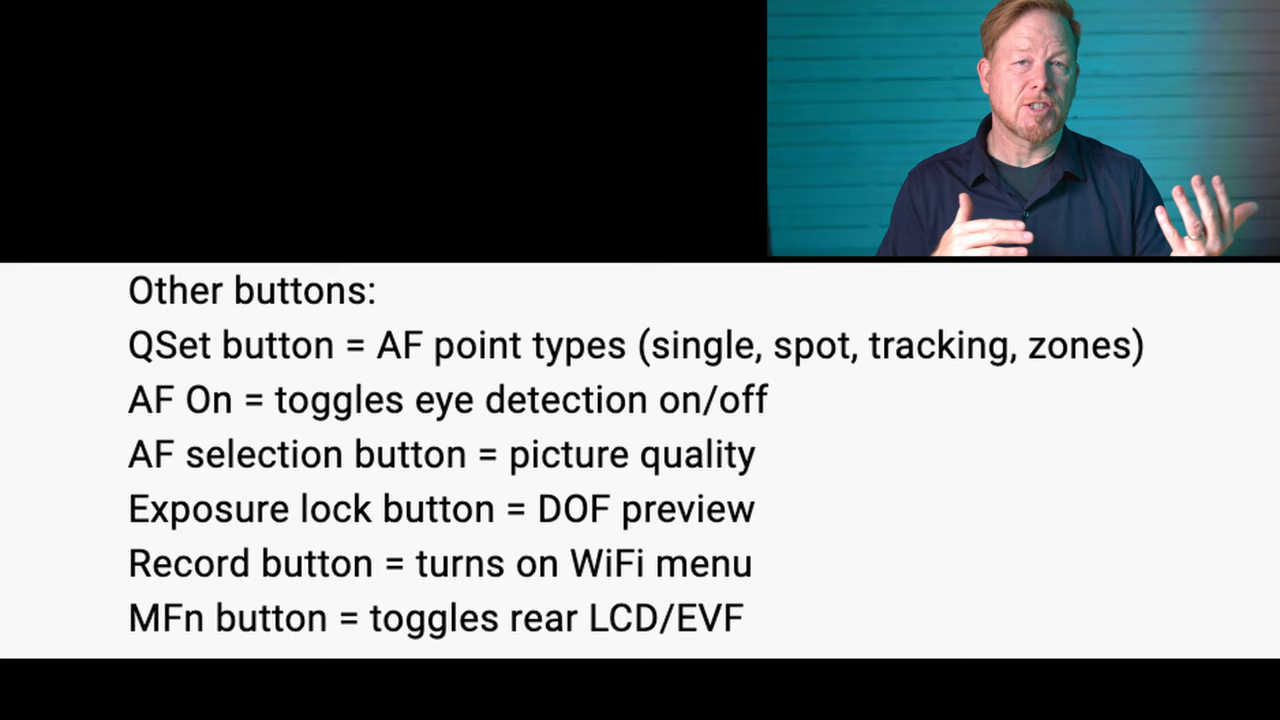 Other buttons:
QSet button = AF point types (single, spot, tracking, zones)
AF On = toggles eye detection on/off
AF selection button = picture quality
Exposure lock button = DOF preview
Record button = turns on WiFi menu
MFn button = toggles rear LCD/EVF